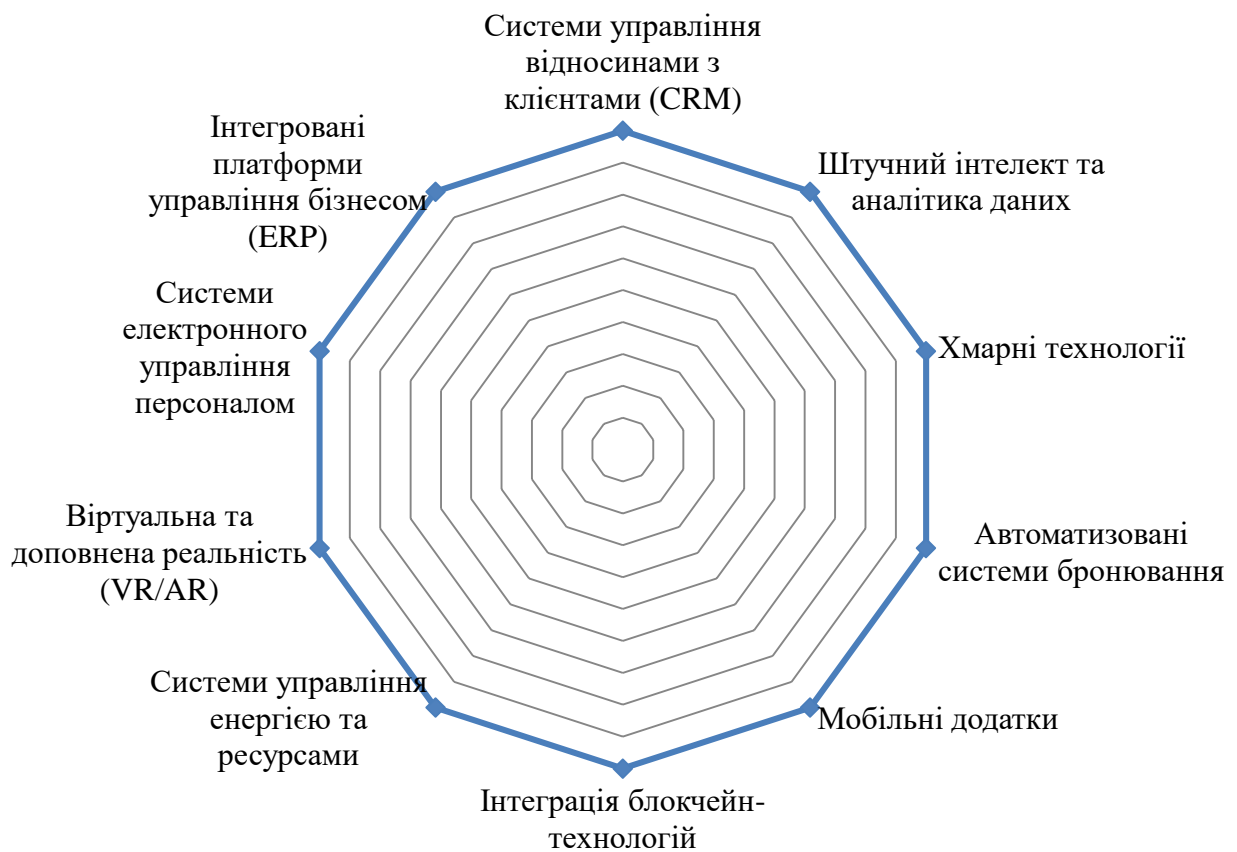 Системи управління
відносинами з
клієнтами (CRM)
Штучний інтелект та
аналітика даних
Хмарні технології
Автоматизовані
системи бронювання
Мобільні додатки
Інтеграція блокчейн-
технологій
Системи управління
енергією та
ресурсами
Віртуальна та
доповнена реальність
(VR/AR)
Системи
електронного
управління
персоналом
Інтегровані
платформи
управління бізнесом
(ERP)